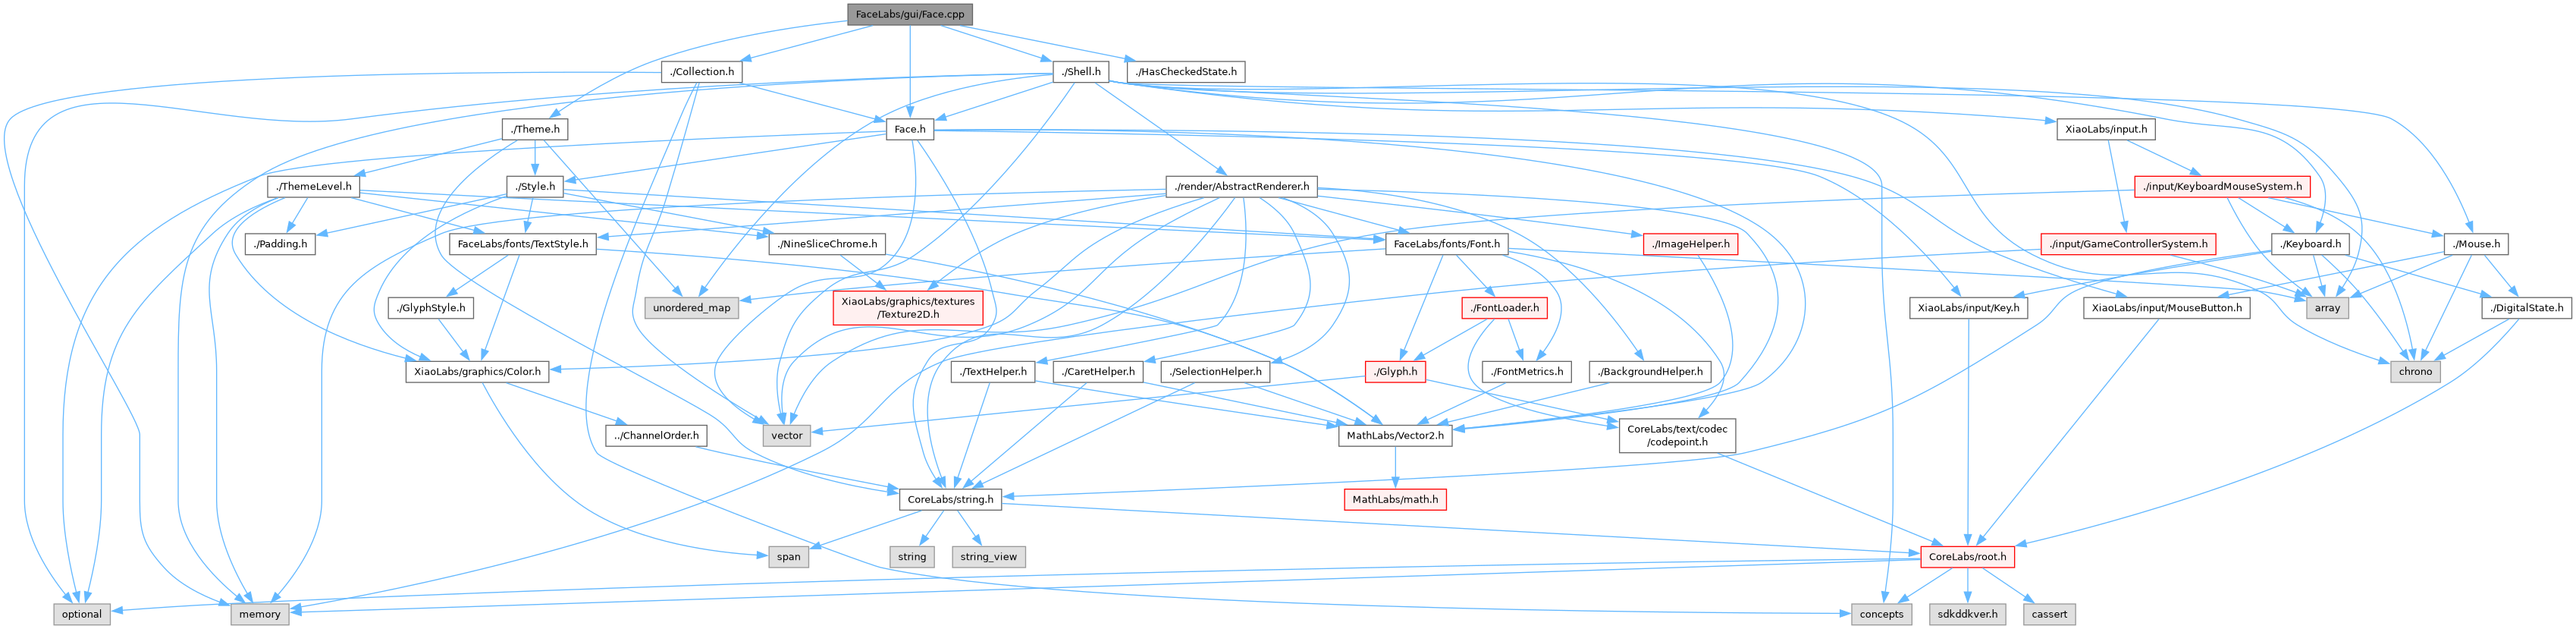 FaceLabs/gui/Face.cpp
./Collection.h
./Shell.h
./HasCheckedState.h
./Theme.h
Face.h
XiaoLabs/input.h
./ThemeLevel.h
./Style.h
./render/AbstractRenderer.h
./input/KeyboardMouseSystem.h
./Padding.h
FaceLabs/fonts/TextStyle.h
./NineSliceChrome.h
FaceLabs/fonts/Font.h
./ImageHelper.h
./input/GameControllerSystem.h
./Keyboard.h
./Mouse.h
./GlyphStyle.h
unordered_map
XiaoLabs/graphics/textures
/Texture2D.h
./FontLoader.h
XiaoLabs/input/Key.h
XiaoLabs/input/MouseButton.h
array
./DigitalState.h
XiaoLabs/graphics/Color.h
./TextHelper.h
./CaretHelper.h
./SelectionHelper.h
./Glyph.h
./FontMetrics.h
./BackgroundHelper.h
chrono
../ChannelOrder.h
vector
MathLabs/Vector2.h
CoreLabs/text/codec
/codepoint.h
CoreLabs/string.h
MathLabs/math.h
span
string
string_view
CoreLabs/root.h
optional
memory
concepts
sdkddkver.h
cassert